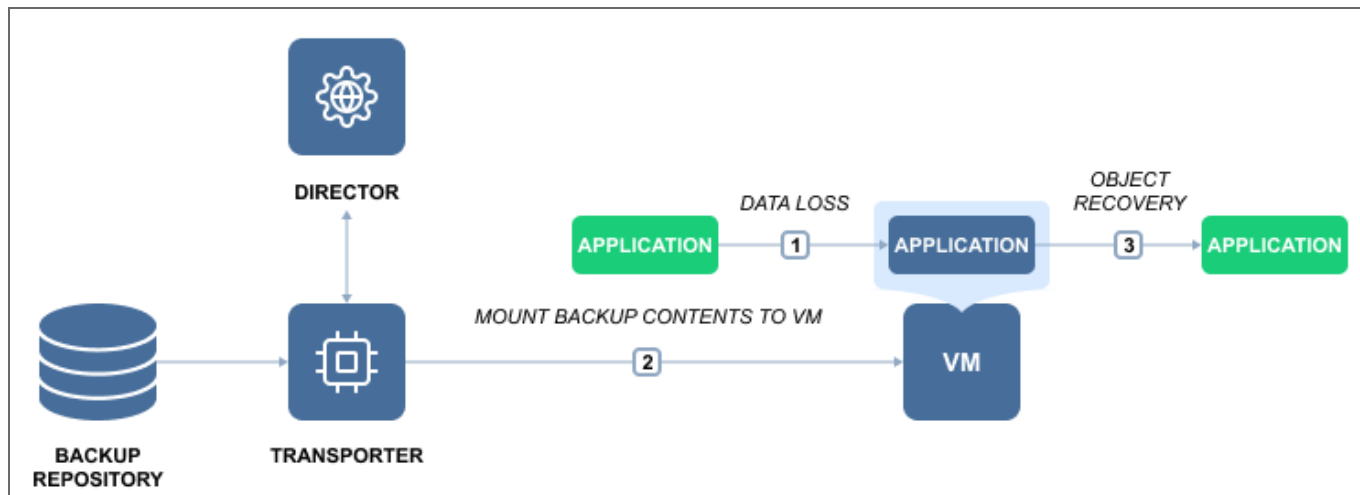 DIRECTOR
DATA LOSS
OBJECT
RECOVERY
APPLICATION
1
APPLICATION
3
APPLICATION
MOUNT BACKUP CONTENTS TO VM
2
VM
BACKUP
REPOSITORY
TRANSPORTER